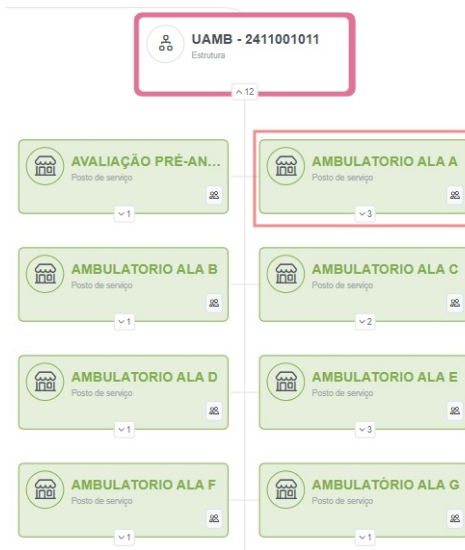 UAMB - 2411001011
Estrutura
12
AVALIAÇÃO PRÉ-AN...
Posto de serviço
1
AMBULATORIO ALA A
Posto de serviço
3
AMBULATORIO ALA B
Posto de serviço
1
AMBULATORIO ALA C
Posto de serviço
2
AMBULATORIO ALA D
Posto de serviço
1
AMBULATORIO ALA E
Posto de serviço
3
AMBULATORIO ALA F
Posto de serviço
1
AMBULATÓRIO ALA G
Posto de serviço
1